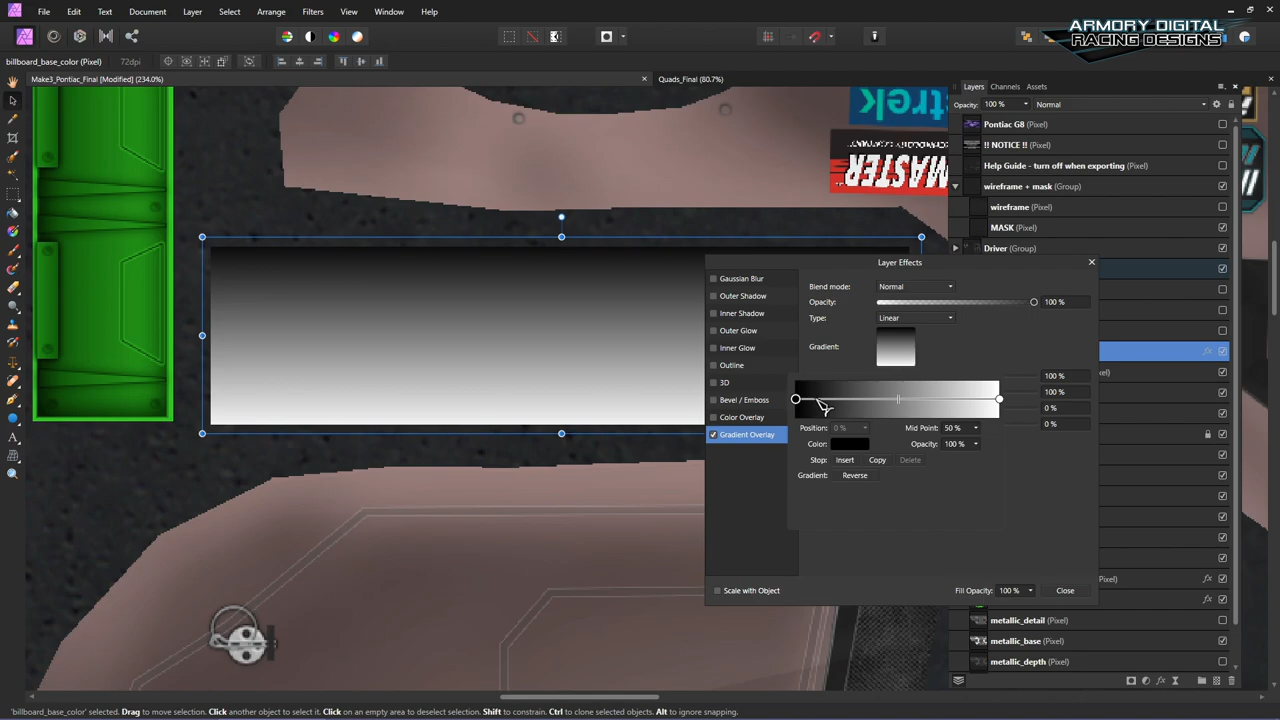 File Edit Text Document Layer Select Arrange Filters View Window Help
ARMORY DIGITAL
RACING DESIGNS
billboard_base_color (Pixel) 72dpi
Make3_Pontiac_Final [Modified] (234.0%)
Quads_Final (80.7%)
Layers Channels Assets
Opacity: 100 % Normal
Pontiac G8 (Pixel)
!! NOTICE !! (Pixel)
Help Guide - turn off when exporting (Pixel)
wireframe + mask (Group)
wireframe (Pixel)
MASK (Pixel)
Driver (Group)
trek
MASTER
Layer Effects
Gaussian Blur
Outer Shadow
Inner Shadow
Outer Glow
Inner Glow
Outline
3D
Bevel / Emboss
Color Overlay
Gradient Overlay
Blend mode: Normal
Opacity: 100 %
Type: Linear
Gradient:
100 %
100 %
0 %
0 %
Position: 0 % Mid Point: 50 %
Color: Opacity: 100 %
Stop: Insert Copy Delete
Gradient: Reverse
Scale with Object
Fill Opacity: 100 % Close
fx
xel)
(Pixel) fx
fx
metallic_detail (Pixel)
metallic_base (Pixel)
metallic_depth (Pixel)
'billboard_base_color' selected. Drag to move selection. Click another object to select it. Click on an empty area to deselect selection. Shift to constrain. Ctrl to clone selected objects. Alt to ignore snapping.